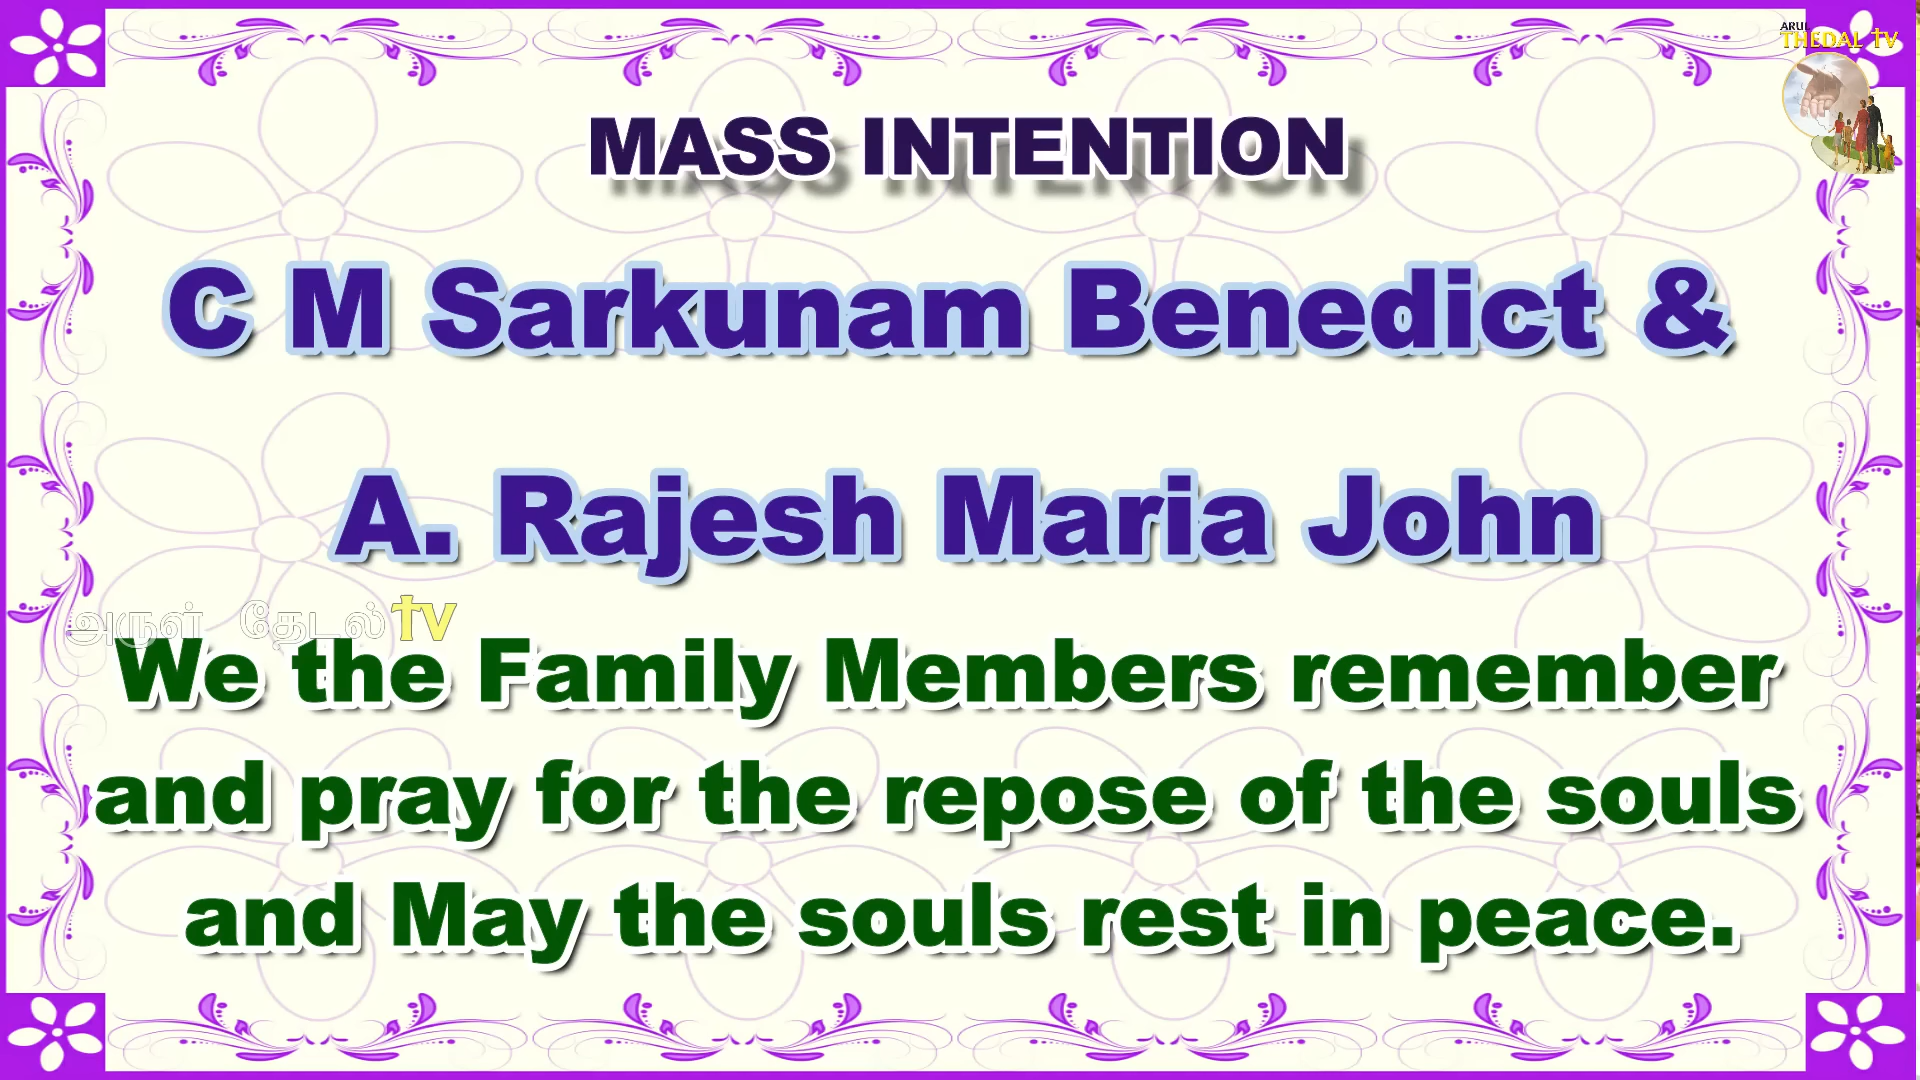 ARUL
THEDAL TV
MASS INTENTION
C M Sarkunam Benedict &
A. Rajesh Maria John
அருள் தேடல் tv
We the Family Members remember
and pray for the repose of the souls
and May the souls rest in peace.